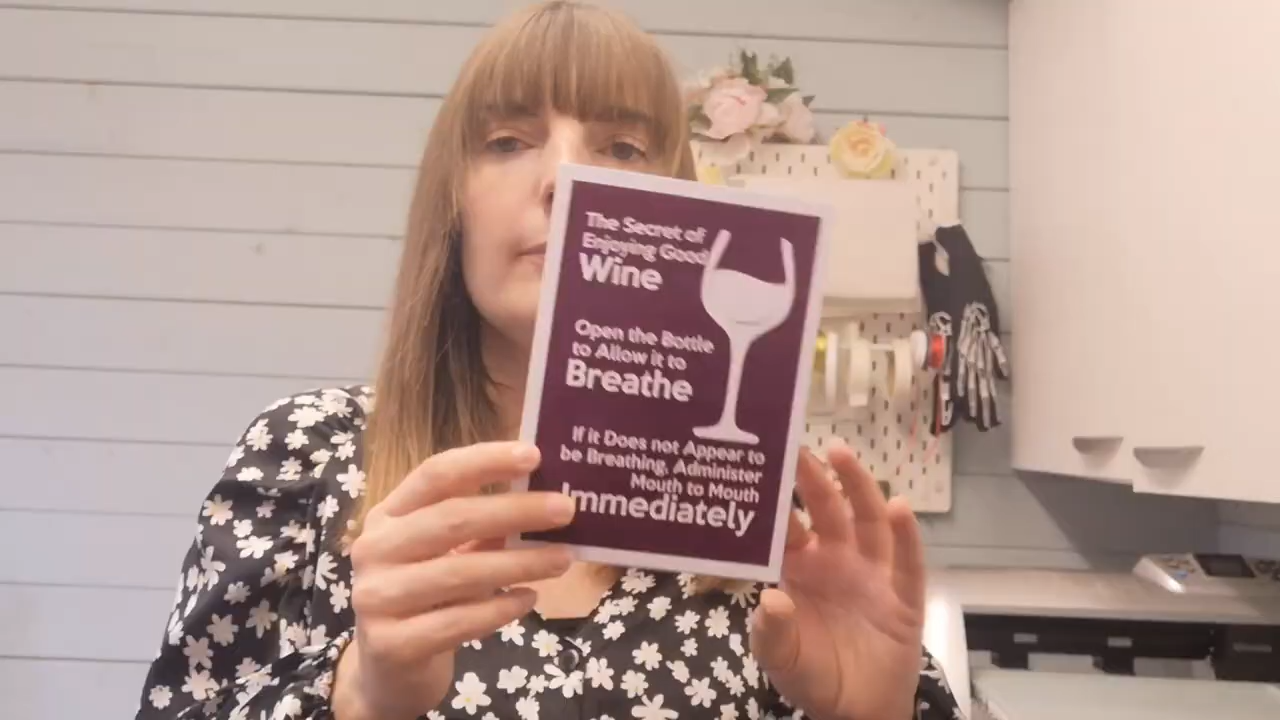 The Secret of
Enjoying Good
Wine
Open the Bottle
to Allow it to
Breathe
If it Does not Appear to
be Breathing, Administer
Mouth to Mouth
Immediately